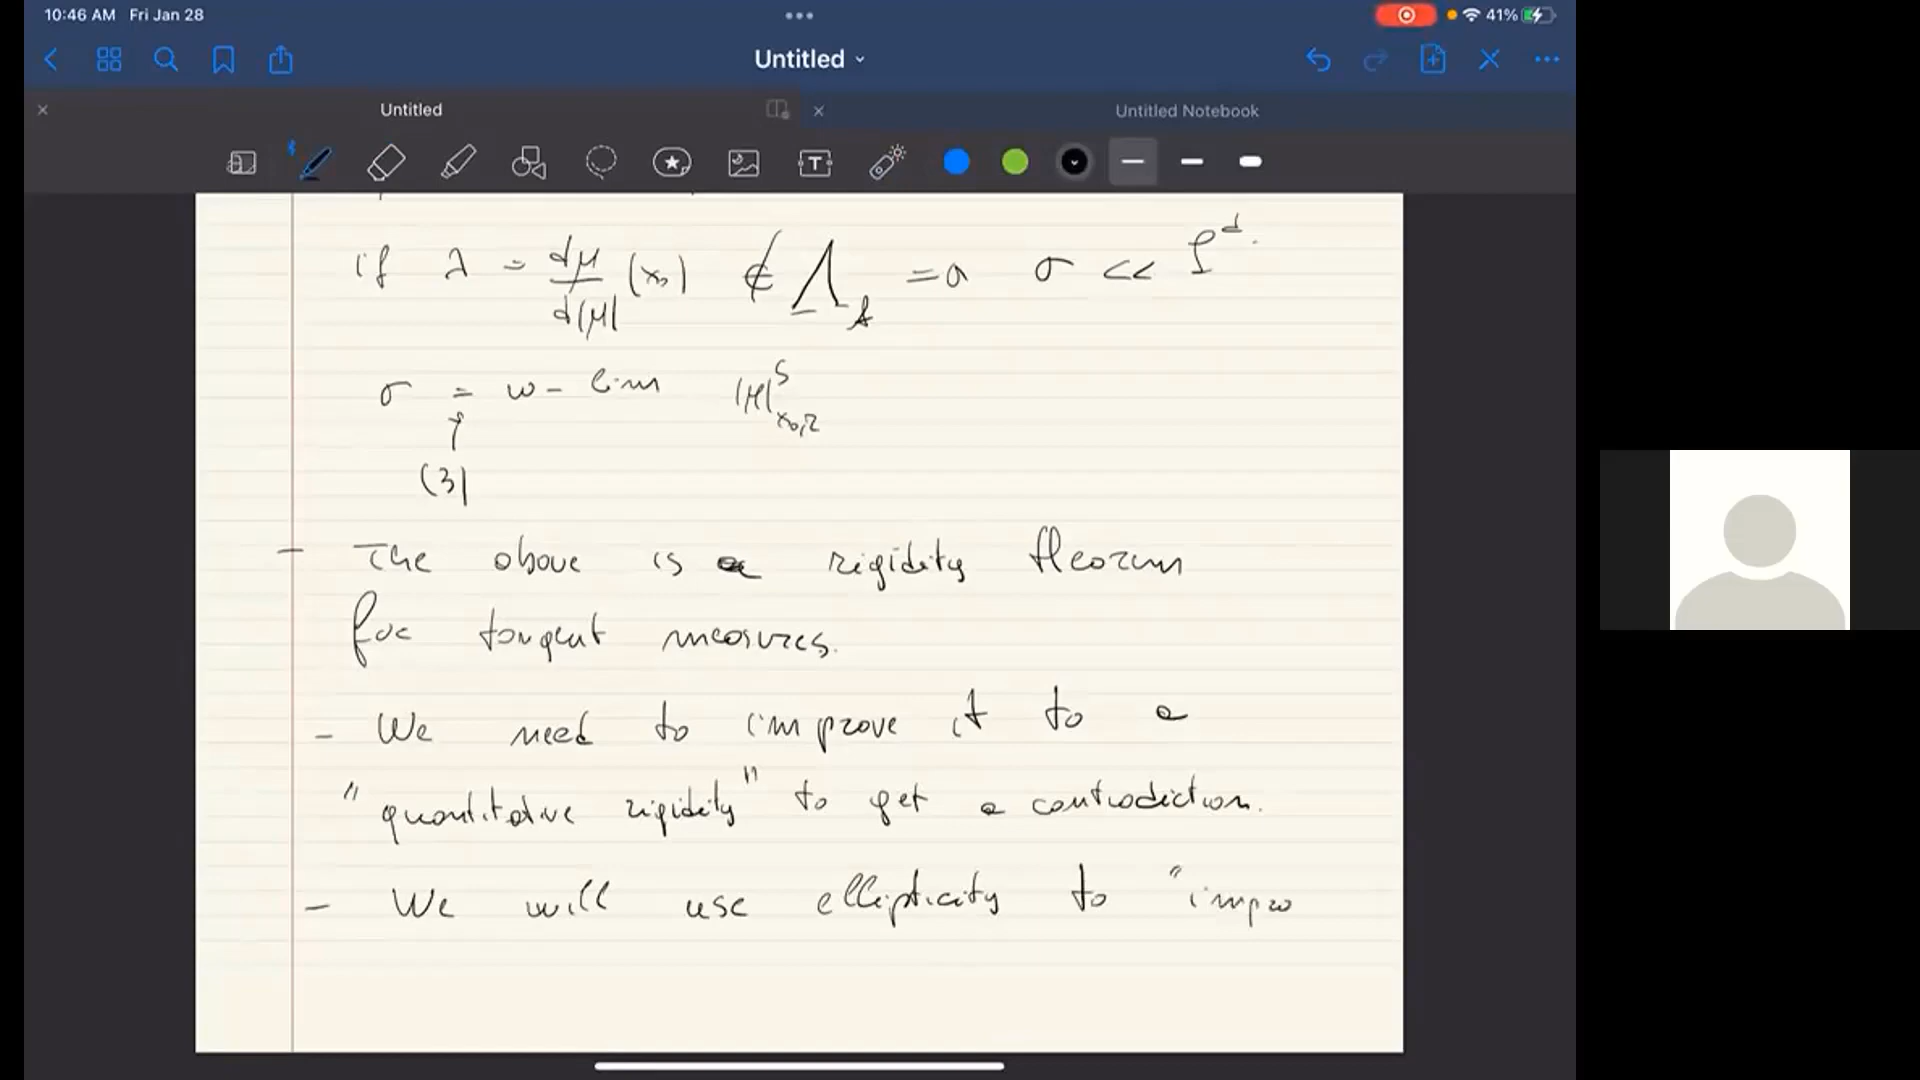 10:46 AM Fri Jan 28
41%
Untitled
Untitled
Untitled Notebook
if λ = dμ/d|μ| (x₀) ∉ Λ_A => σ << L^d.
σ = w-lim |μ|^s_{x₀,r}
↑
(3)
- The above is a rigidity theorem
for tangent measures.
- We need to improve it to a
"quantitative rigidity" to get a contradiction.
- We will use ellipticity to "impro